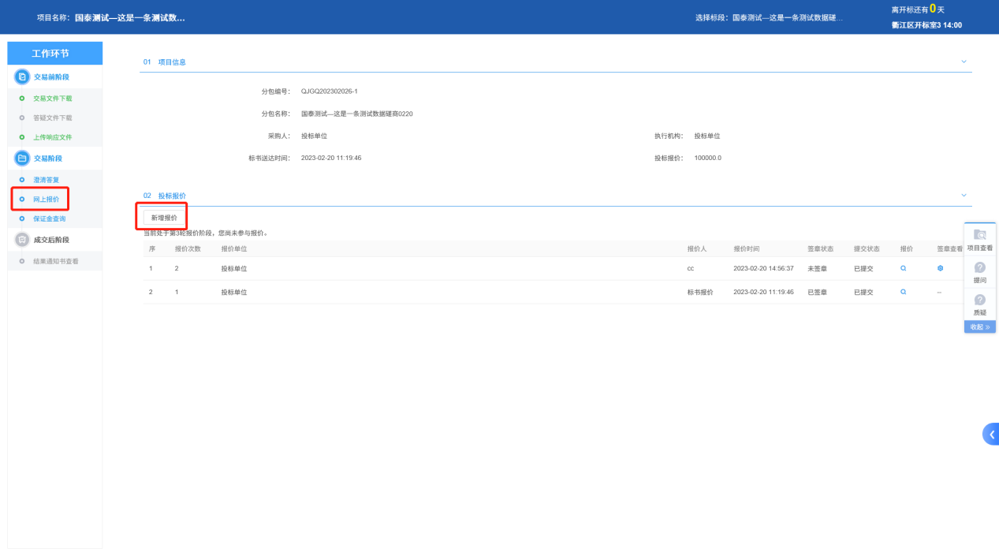 项目名称: 国泰测试—这是一条测试数...
选择标段: 国泰测试—这是一条测试数据磋...
离开标还有0天
衢江区开标室3 14:00
工作环节
交易前阶段
交易文件下载
答疑文件下载
上传响应文件
交易阶段
澄清答复
网上报价
保证金查询
成交后阶段
结果通知书查看
01 项目信息
分包编号: QJGQ202302026-1
分包名称: 国泰测试—这是一条测试数据磋商0220
采购人: 投标单位 执行机构: 投标单位
标书送达时间: 2023-02-20 11:19:46 投标报价: 100000.0
02 投标报价
新增报价
当前处于第3轮报价阶段，您尚未参与报价。
序 报价次数 报价单位 报价人 报价时间 签章状态 提交状态 报价 签章查看
1 2 投标单位 cc 2023-02-20 14:56:37 未签章 已提交
2 1 投标单位 标书报价 2023-02-20 11:19:46 已签章 已提交 --
项目查看
提问
质疑
收起 »